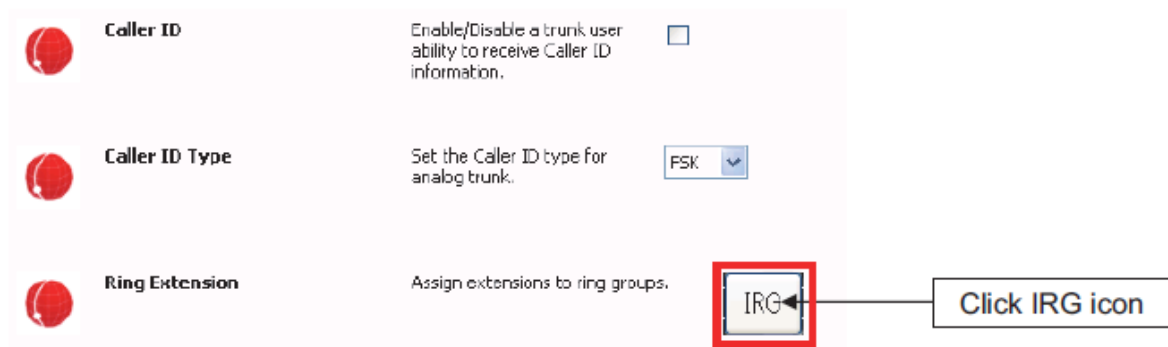 Caller ID
Enable/Disable a trunk user
ability to receive Caller ID
information.
Caller ID Type
Set the Caller ID type for
analog trunk.
FSK
Ring Extension
Assign extensions to ring groups.
IRG
Click IRG icon